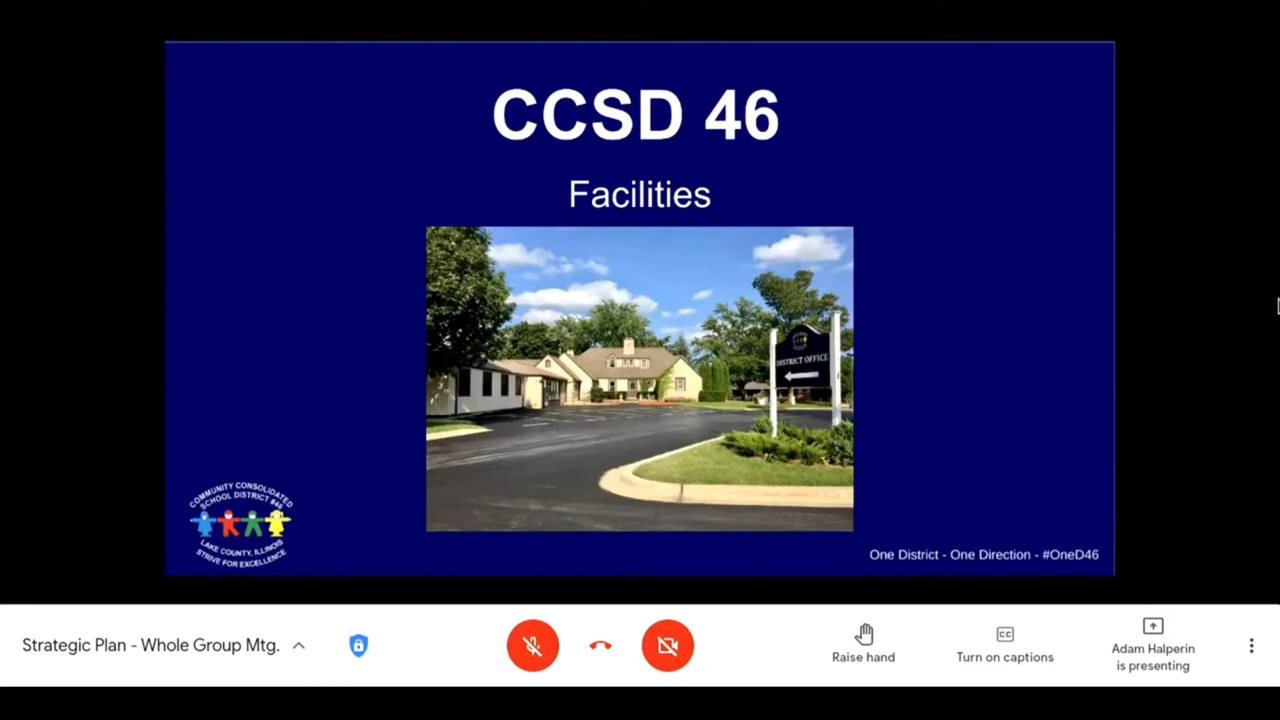 CCSD 46
Facilities
DISTRICT OFFICE
COMMUNITY CONSOLIDATED
SCHOOL DISTRICT #46
LAKE COUNTY, ILLINOIS
STRIVE FOR EXCELLENCE
One District - One Direction - #OneD46
Strategic Plan - Whole Group Mtg.
Raise hand
CC
Turn on captions
Adam Halperin
is presenting